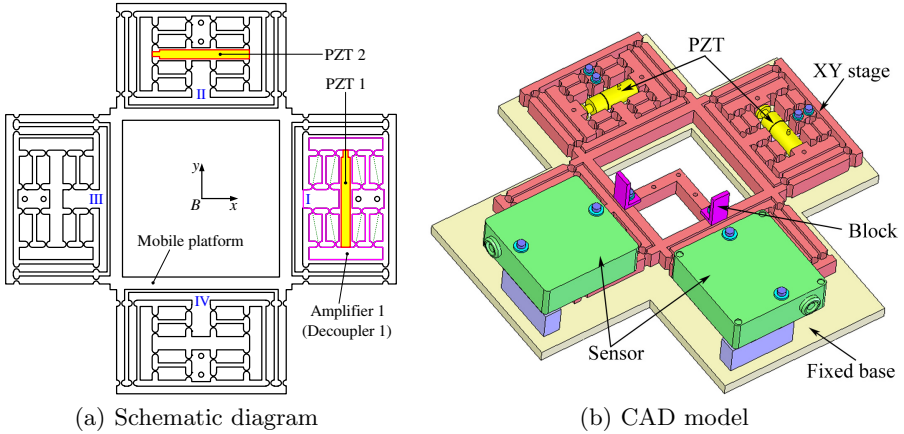 PZT 2
PZT 1
II
III
I
IV
y
B
x
Mobile platform
Amplifier 1
(Decoupler 1)
(a) Schematic diagram
PZT
XY stage
Block
Sensor
Fixed base
(b) CAD model